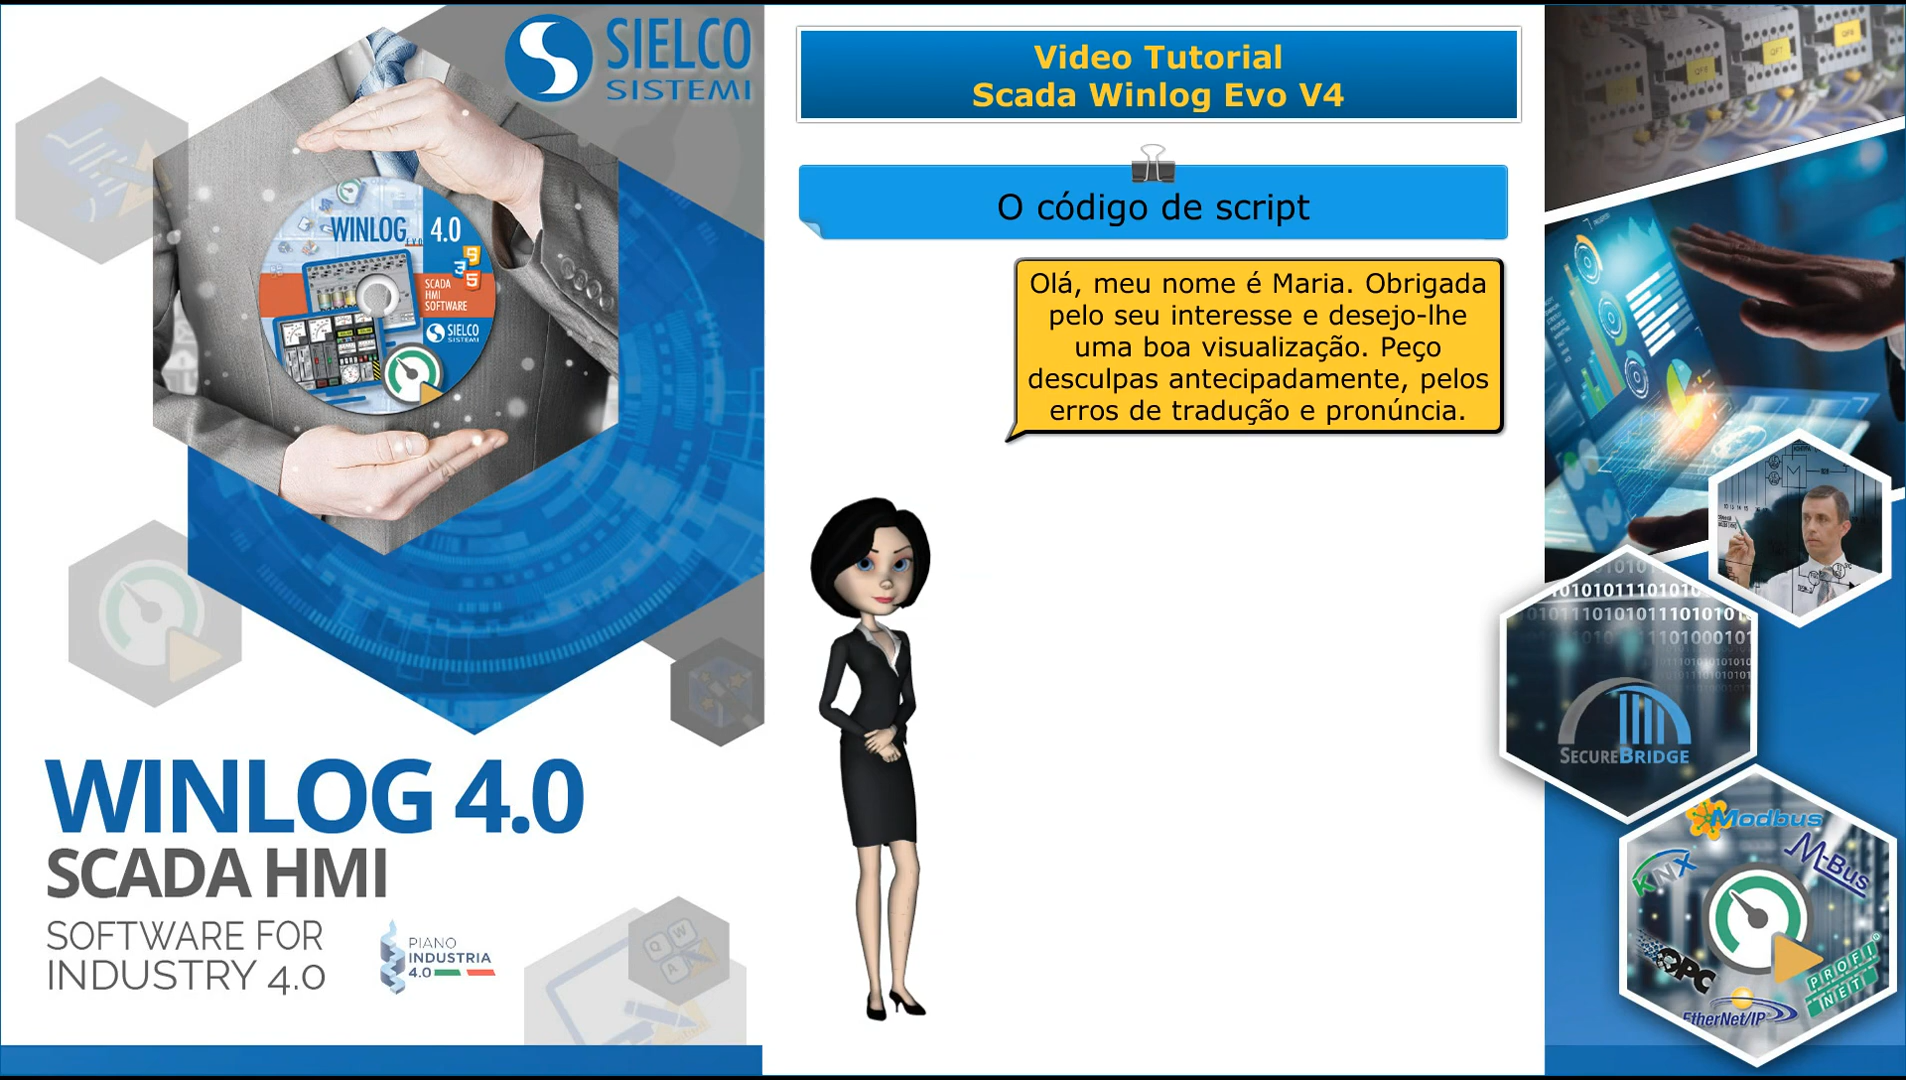 SIELCO
SISTEMI
WINLOG 4.0
EVO
SCADA
HMI
SOFTWARE
SIELCO
SISTEMI
WINLOG 4.0
SCADA HMI
SOFTWARE FOR
INDUSTRY 4.0
PIANO
INDUSTRIA
4.0
Q W
A
Video Tutorial
Scada Winlog Evo V4
O código de script
Olá, meu nome é Maria. Obrigada
pelo seu interesse e desejo-lhe
uma boa visualização. Peço
desculpas antecipadamente, pelos
erros de tradução e pronúncia.
QF7
SECUREBRIDGE
Modbus
M-Bus
KNX
OPC
PROFI
NET
EtherNet/IP